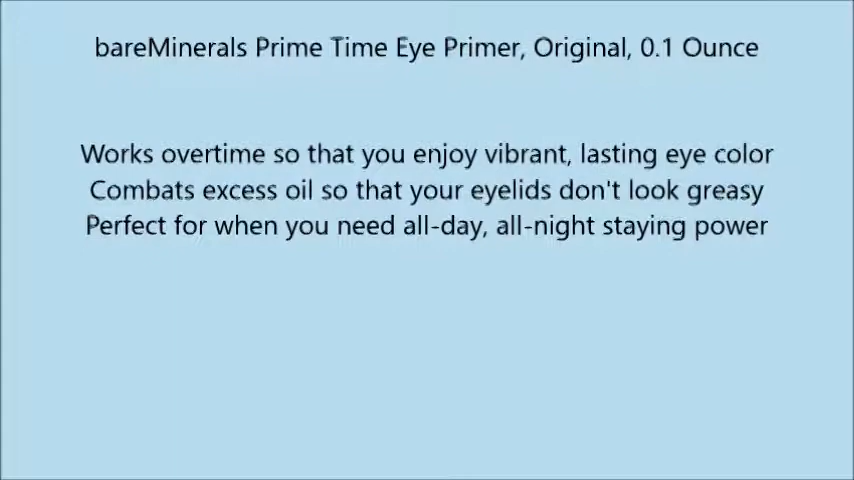 bareMinerals Prime Time Eye Primer, Original, 0.1 Ounce
Works overtime so that you enjoy vibrant, lasting eye color
Combats excess oil so that your eyelids don't look greasy
Perfect for when you need all-day, all-night staying power